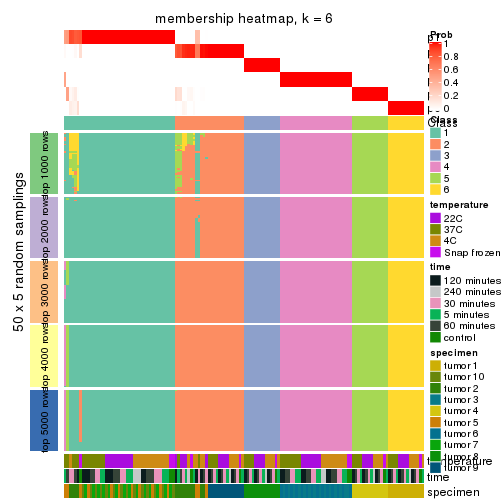 membership heatmap, k = 6
50 x 5 random samplings
top 1000 rows
top 2000 rows
top 3000 rows
top 4000 rows
top 5000 rows
Class
temperature
time
specimen
Prob
1
0.8
0.6
0.4
0.2
0
Class
1
2
3
4
5
6
temperature
22C
37C
4C
Snap frozen
time
120 minutes
240 minutes
30 minutes
5 minutes
60 minutes
control
specimen
tumor 1
tumor 10
tumor 2
tumor 3
tumor 4
tumor 5
tumor 6
tumor 7
tumor 8
tumor 9